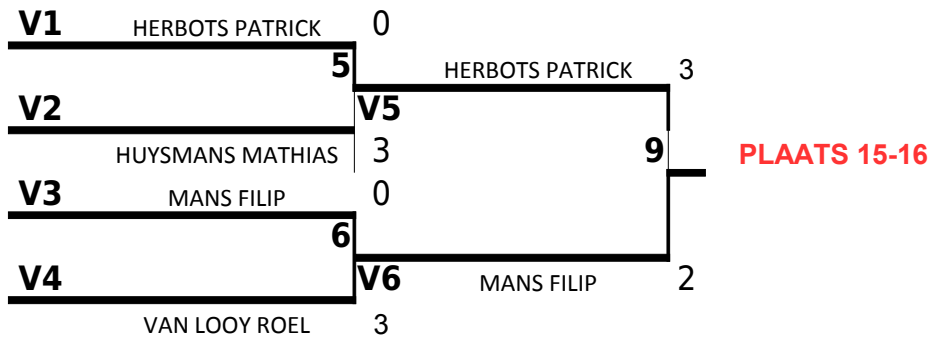 V1 HERBOTS PATRICK 0
5 HERBOTS PATRICK 3
V2 V5
HUYSMANS MATHIAS 3 9 PLAATS 15-16
V3 MANS FILIP 0
6
V4 V6 MANS FILIP 2
VAN LOOY ROEL 3